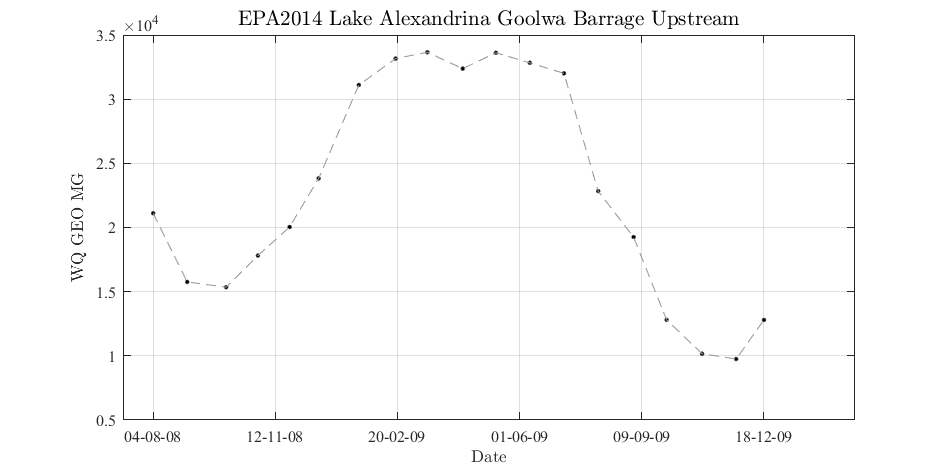 EPA2014 Lake Alexandrina Goolwa Barrage Upstream
×10⁴
3.5
3
2.5
2
1.5
1
0.5
WQ GEO MG
04-08-08 12-11-08 20-02-09 01-06-09 09-09-09 18-12-09
Date